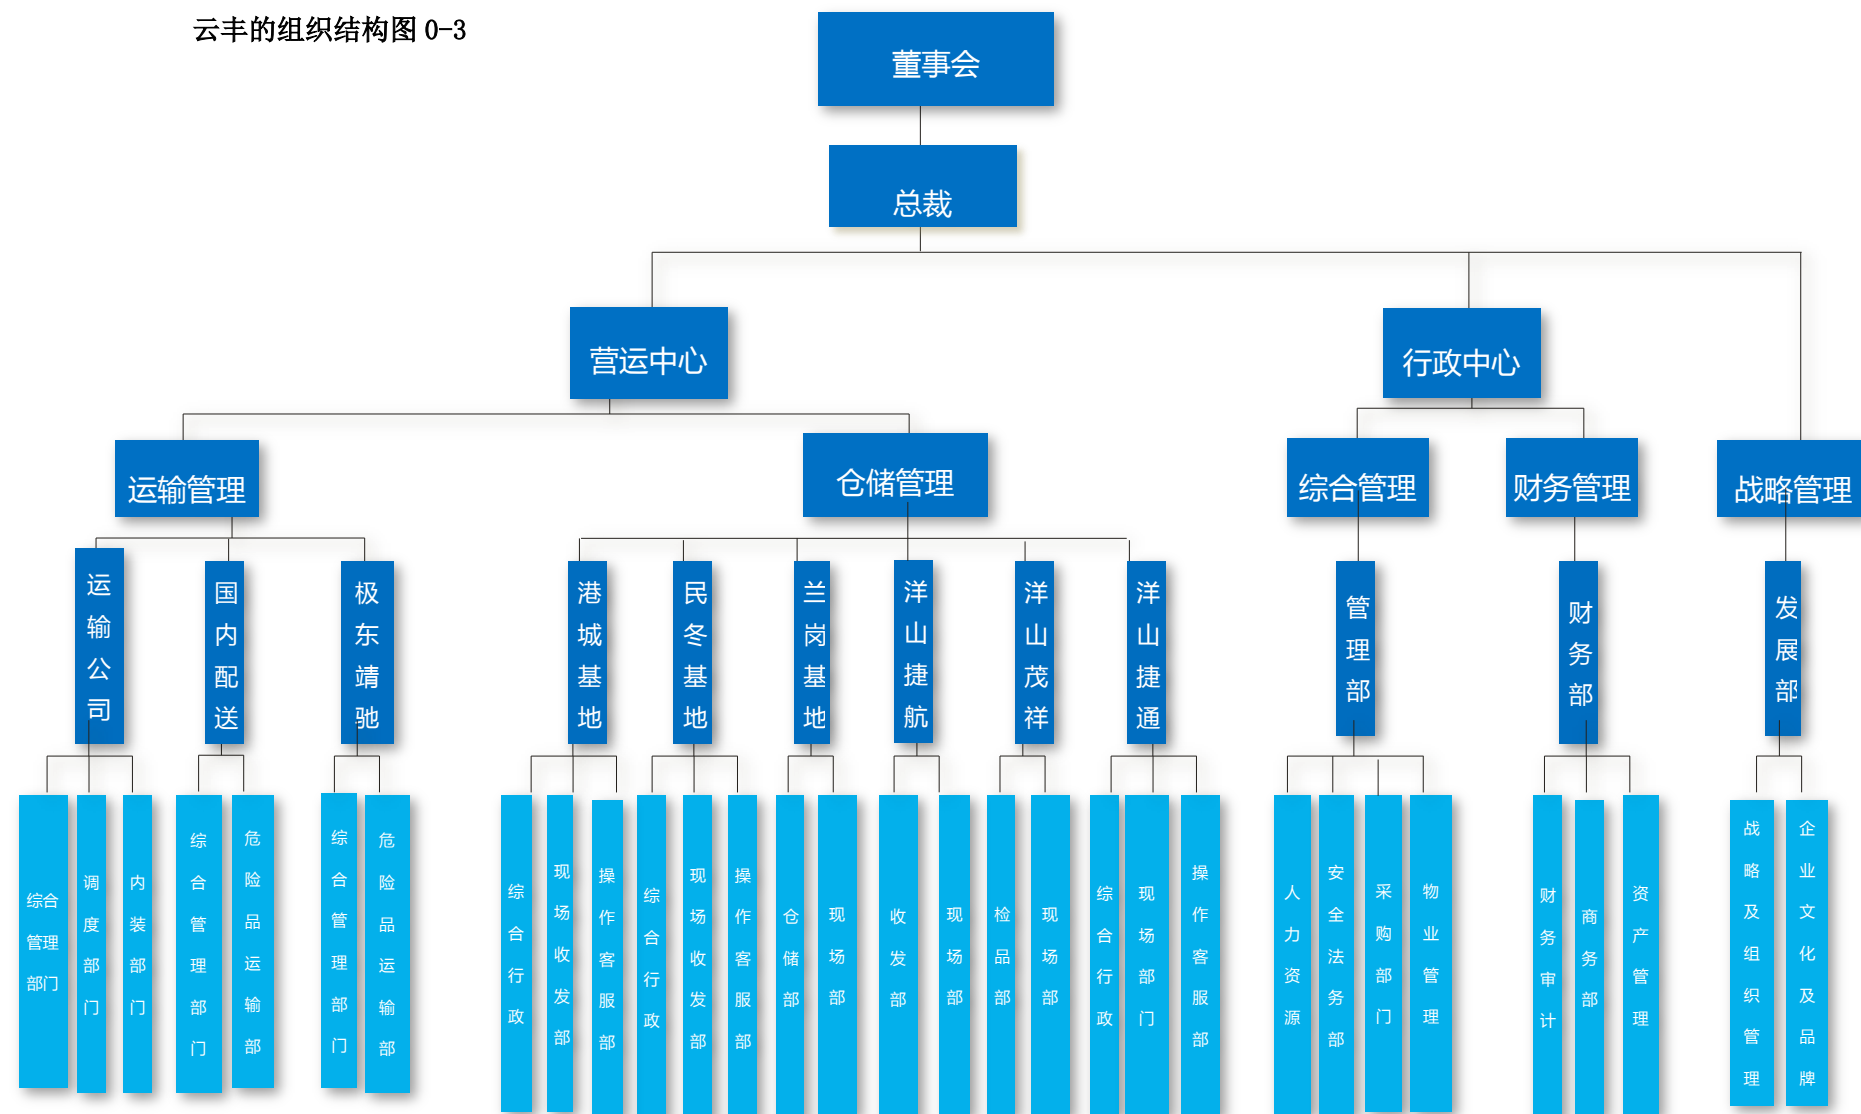 云丰的组织结构图 0-3
董事会
总裁
营运中心
行政中心
运输管理
仓储管理
综合管理
财务管理
战略管理
运输公司
国内配送
极东靖驰
港城基地
民冬基地
兰岗基地
洋山捷航
洋山茂祥
洋山捷通
管理部
财务部
发展部
综合
管理
部门
调度部门
内装部门
综合管理部门
危险品运输部
综合管理部门
危险品运输部
综合行政
现场收发部
操作客服部
综合行政
现场收发部
操作客服部
仓储部
现场部
收发部
现场部
检品部
现场部
综合行政
现场部门
操作客服部
人力资源
安全法务部
采购部门
物业管理
财务审计
商务部
资产管理
战略及组织管理
企业文化及品牌